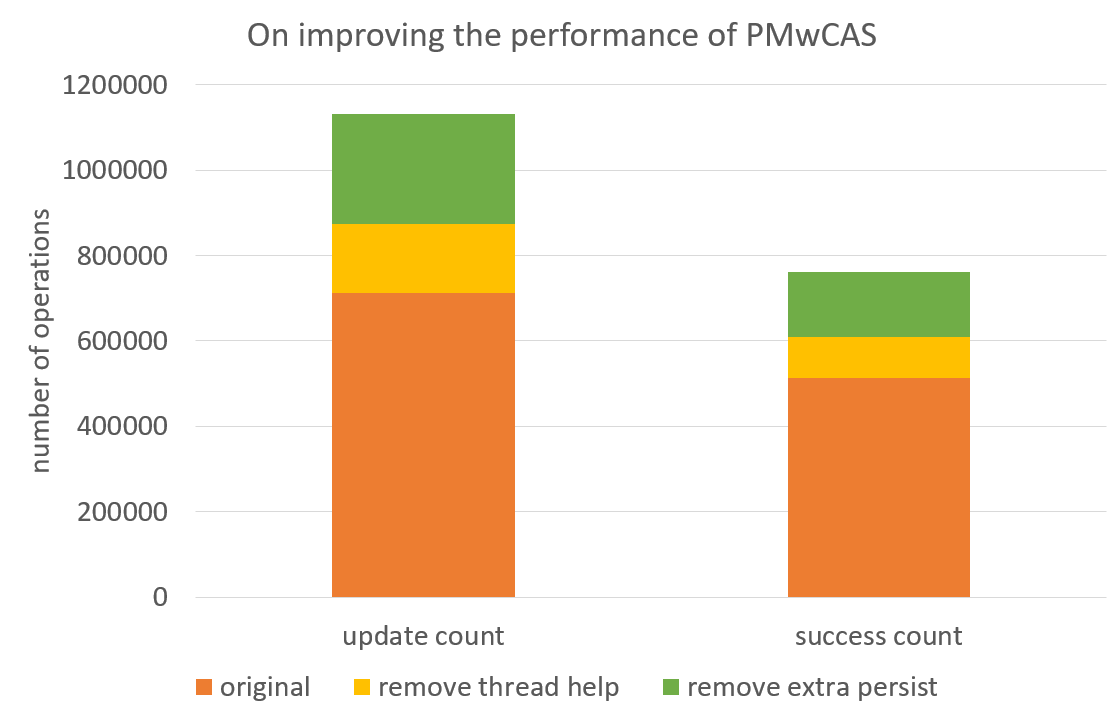 On improving the performance of PMwCAS
1200000
1000000
800000
600000
400000
200000
0
number of operations
update count
success count
original
remove thread help
remove extra persist